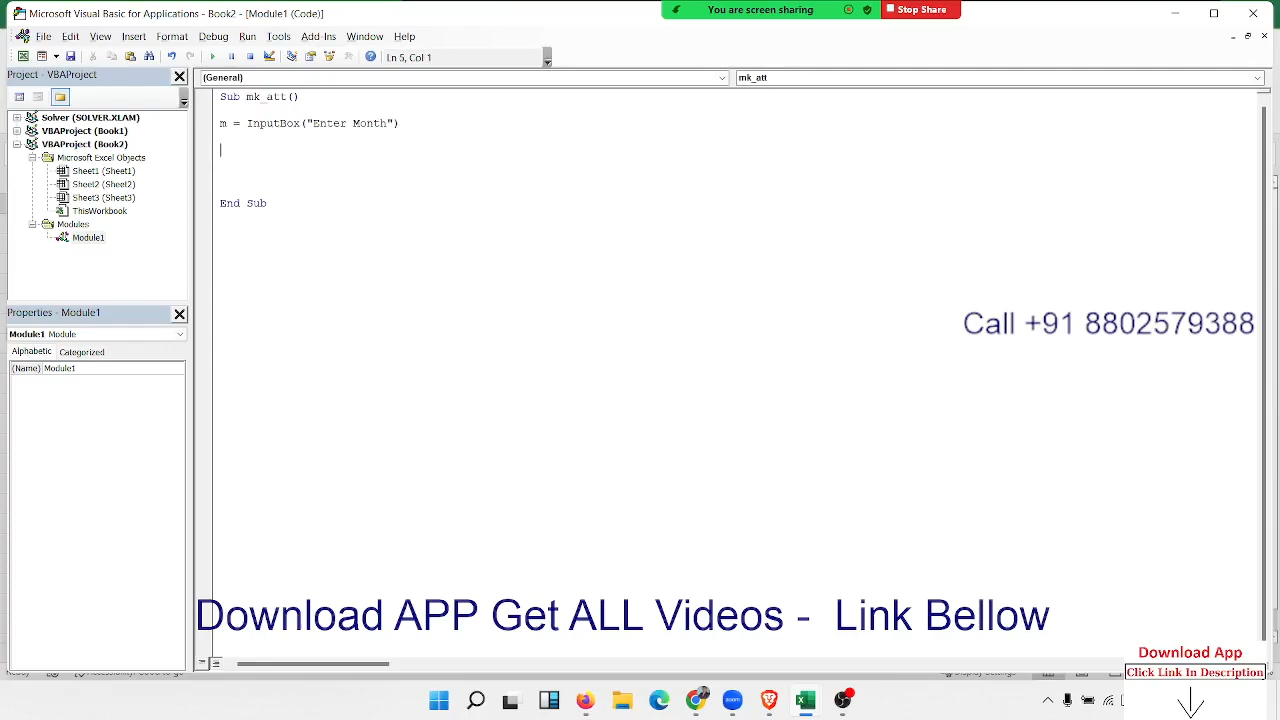 Microsoft Visual Basic for Applications - Book2 - [Module1 (Code)]
You are screen sharing
Stop Share
File Edit View Insert Format Debug Run Tools Add-Ins Window Help
Ln 5, Col 1
Project - VBAProject
(General)
mk_att
Sub mk_att()
m = InputBox("Enter Month")
End Sub
Solver (SOLVER.XLAM)
VBAProject (Book1)
VBAProject (Book2)
Microsoft Excel Objects
Sheet1 (Sheet1)
Sheet2 (Sheet2)
Sheet3 (Sheet3)
ThisWorkbook
Modules
Module1
Properties - Module1
Module1 Module
Alphabetic Categorized
(Name) Module1
Call +91 8802579388
Download APP Get ALL Videos - Link Bellow
Download App
Click Link In Description
zoom